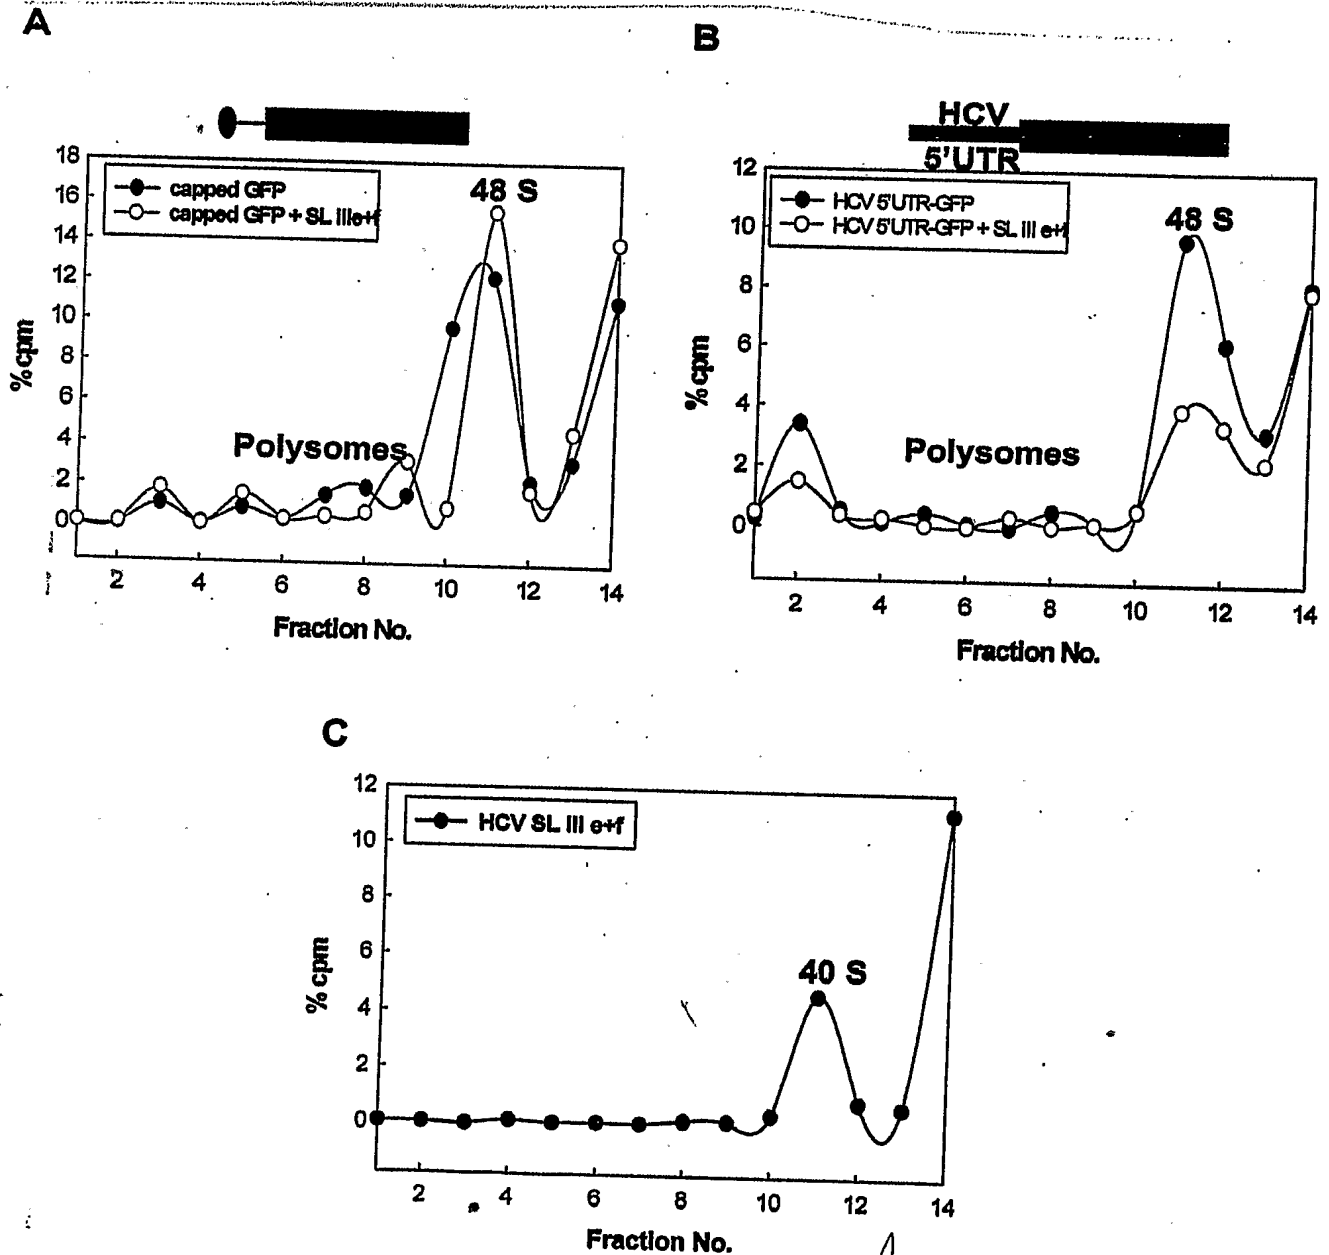 A
capped GFP
capped GFP + SL IIIe+f
48 S
Polysomes
18
16
14
12
10
8
6
4
2
0
% cpm
2 4 6 8 10 12 14
Fraction No.
B
HCV
5'UTR
HCV 5'UTR-GFP
HCV 5'UTR-GFP + SL III e+f
48 S
Polysomes
12
10
8
6
4
2
0
% cpm
2 4 6 8 10 12 14
Fraction No.
C
HCV SL III e+f
40 S
12
10
8
6
4
2
0
% cpm
2 4 6 8 10 12 14
Fraction No.